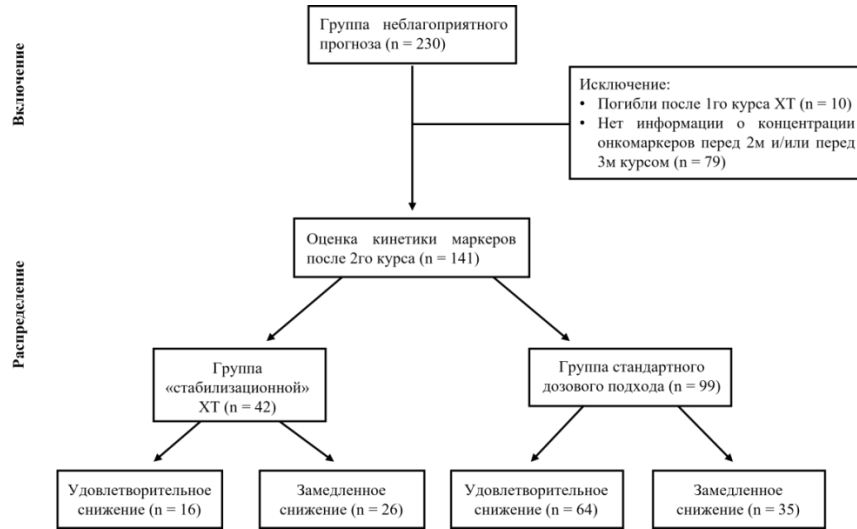 Включение
Группа неблагоприятного
прогноза (n = 230)
Исключение:
• Погибли после 1го курса ХТ (n = 10)
• Нет информации о концентрации
онкомаркеров перед 2м и/или перед
3м курсом (n = 79)
Распределение
Оценка кинетики маркеров
после 2го курса (n = 141)
Группа
«стабилизационной»
ХТ (n = 42)
Группа стандартного
дозового подхода (n = 99)
Удовлетворительное
снижение (n = 16)
Замедленное
снижение (n = 26)
Удовлетворительное
снижение (n = 64)
Замедленное
снижение (n = 35)